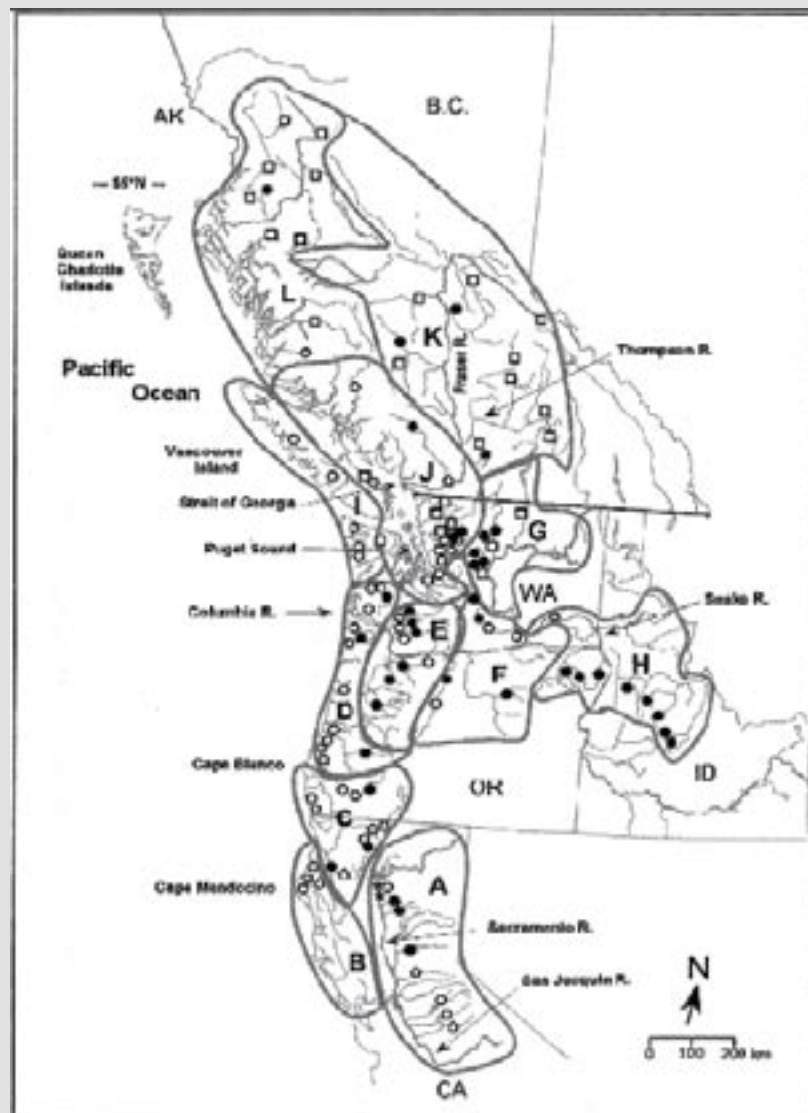 AK
B.C.
55°N
Queen
Charlotte
Islands
L
K
Fraser R.
Thompson R.
Pacific
Ocean
Vancouver
Island
J
Strait of Georgia
I
G
Puget Sound
WA
Columbia R.
Snake R.
E
H
F
D
Cape Blanco
OR
ID
C
Cape Mendocino
A
Sacramento R.
B
San Joaquin R.
N
0 100 200 kms
CA